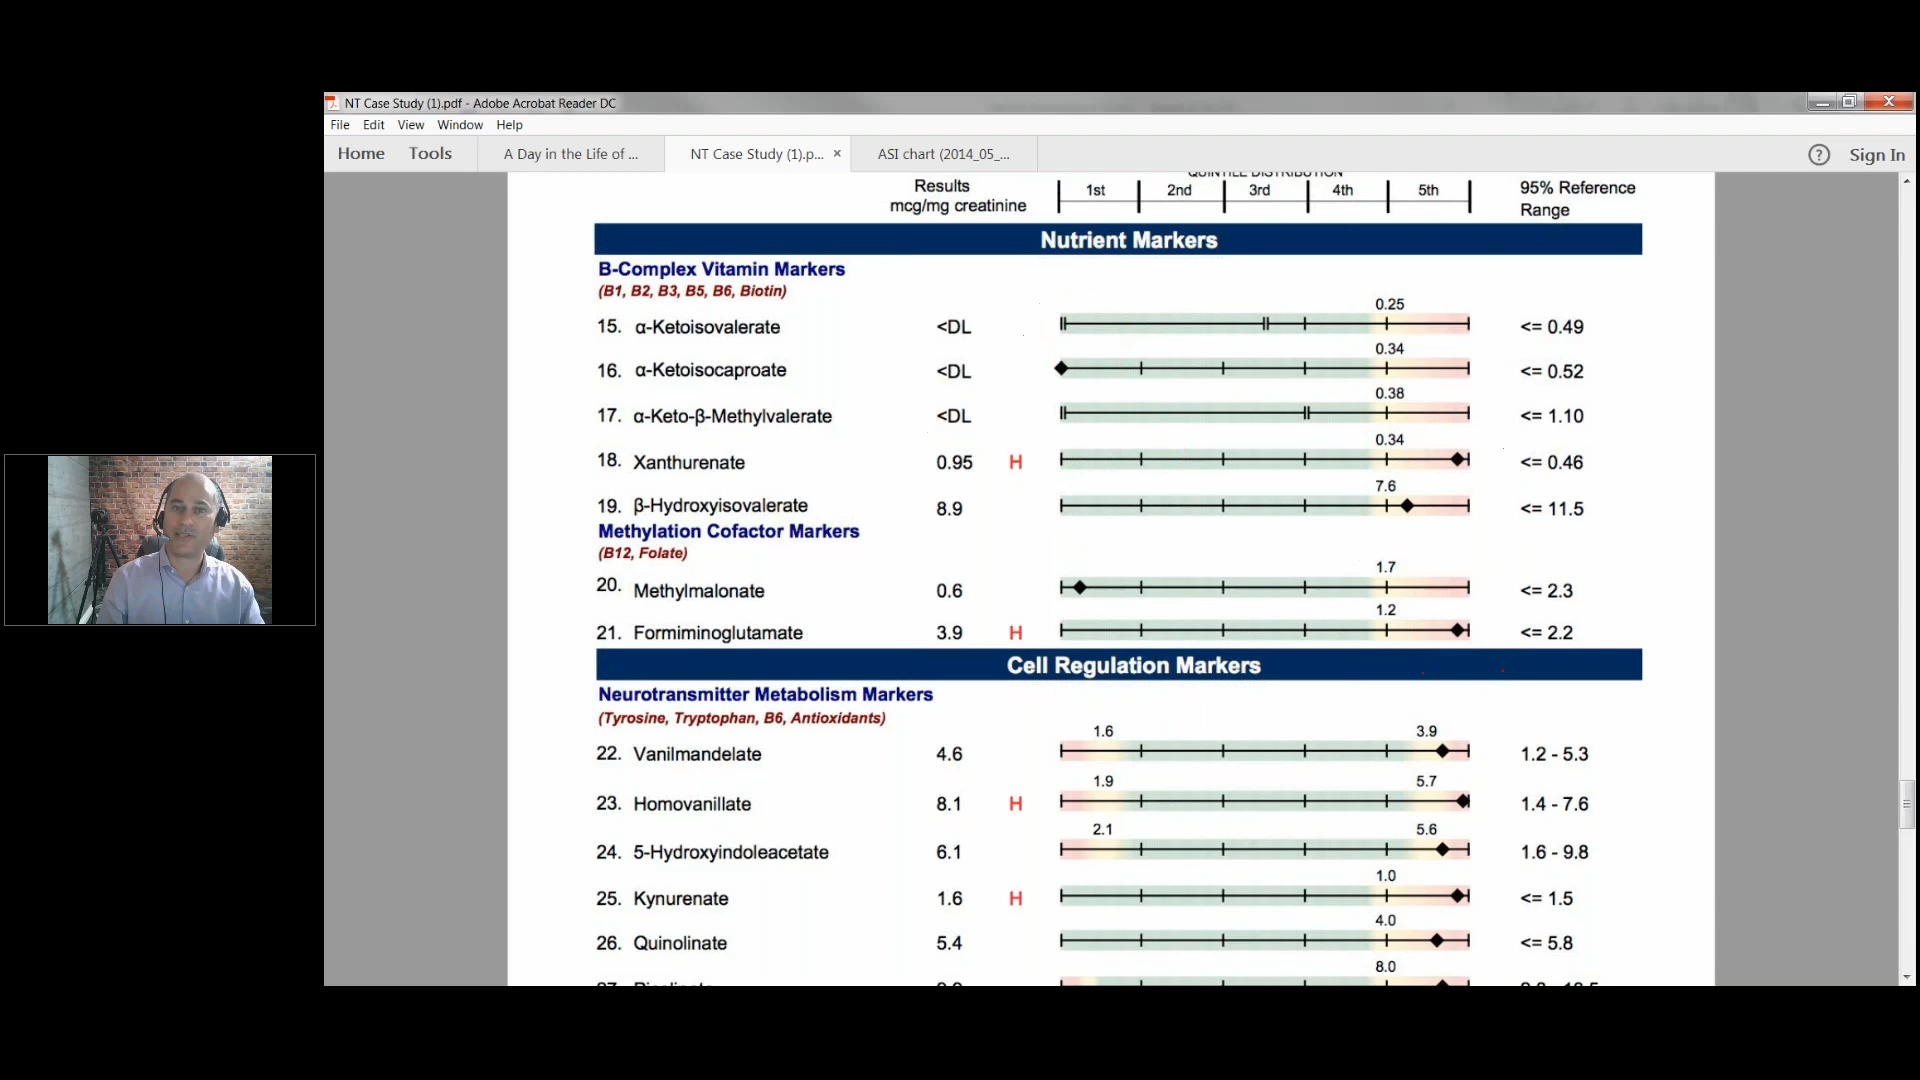 NT Case Study (1).pdf - Adobe Acrobat Reader DC
File Edit View Window Help
Home Tools A Day in the Life of ... NT Case Study (1).p... × ASI chart (2014_05_... ? Sign In
QUINTILE DISTRIBUTION
Results 1st 2nd 3rd 4th 5th 95% Reference
mcg/mg creatinine Range
Nutrient Markers
B-Complex Vitamin Markers
(B1, B2, B3, B5, B6, Biotin)
0.25
15. α-Ketoisovalerate <DL <= 0.49
0.34
16. α-Ketoisocaproate <DL <= 0.52
0.38
17. α-Keto-β-Methylvalerate <DL <= 1.10
0.34
18. Xanthurenate 0.95 H <= 0.46
7.6
19. β-Hydroxyisovalerate 8.9 <= 11.5
Methylation Cofactor Markers
(B12, Folate)
1.7
20. Methylmalonate 0.6 <= 2.3
1.2
21. Formiminoglutamate 3.9 H <= 2.2
Cell Regulation Markers
Neurotransmitter Metabolism Markers
(Tyrosine, Tryptophan, B6, Antioxidants)
1.6 3.9
22. Vanilmandelate 4.6 1.2 - 5.3
1.9 5.7
23. Homovanillate 8.1 H 1.4 - 7.6
2.1 5.6
24. 5-Hydroxyindoleacetate 6.1 1.6 - 9.8
1.0
25. Kynurenate 1.6 H <= 1.5
4.0
26. Quinolinate 5.4 <= 5.8
8.0